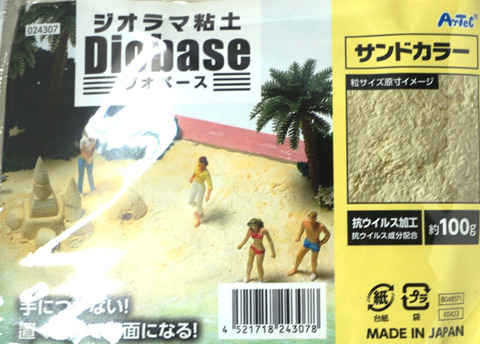 024307
ジオラマ粘土
Diobase
ジオベース
ArTeC®
サンドカラー
粒サイズ原寸イメージ
抗ウイルス加工
抗ウイルス成分配合
約100g
手につ ない!
置 面になる!
4 521718 243078
紙
台紙
プラ
袋
BC48571
K0423
MADE IN JAPAN